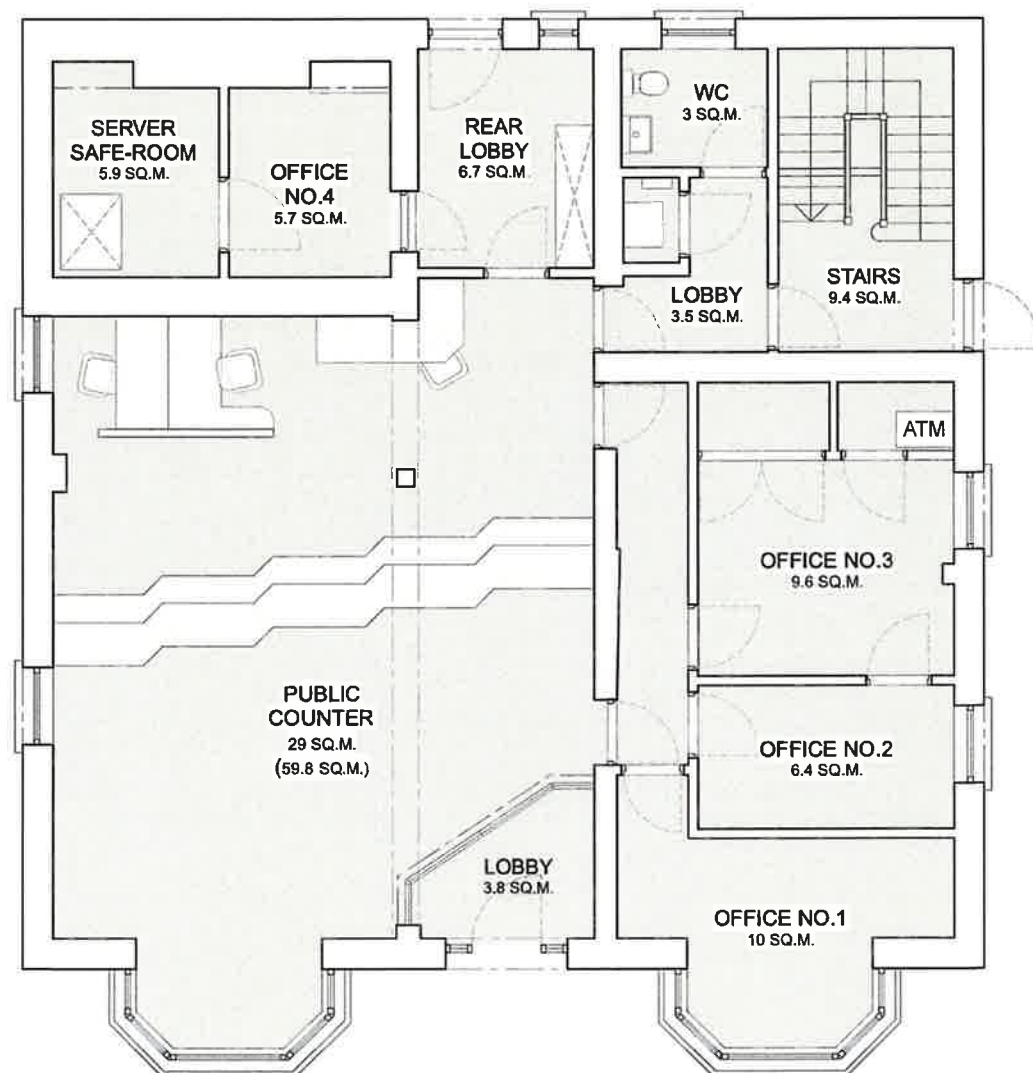 SERVER
SAFE-ROOM
5.9 SQ.M.
OFFICE
NO.4
5.7 SQ.M.
REAR
LOBBY
6.7 SQ.M
WC
3 SQ.M.
LOBBY
3.5 SQ.M.
STAIRS
9.4 SQ.M.
ATM
OFFICE NO.3
9.6 SQ.M.
PUBLIC
COUNTER
29 SQ.M.
(59.8 SQ.M.)
OFFICE NO.2
6.4 SQ.M.
LOBBY
3.8 SQ.M.
OFFICE NO.1
10 SQ.M.